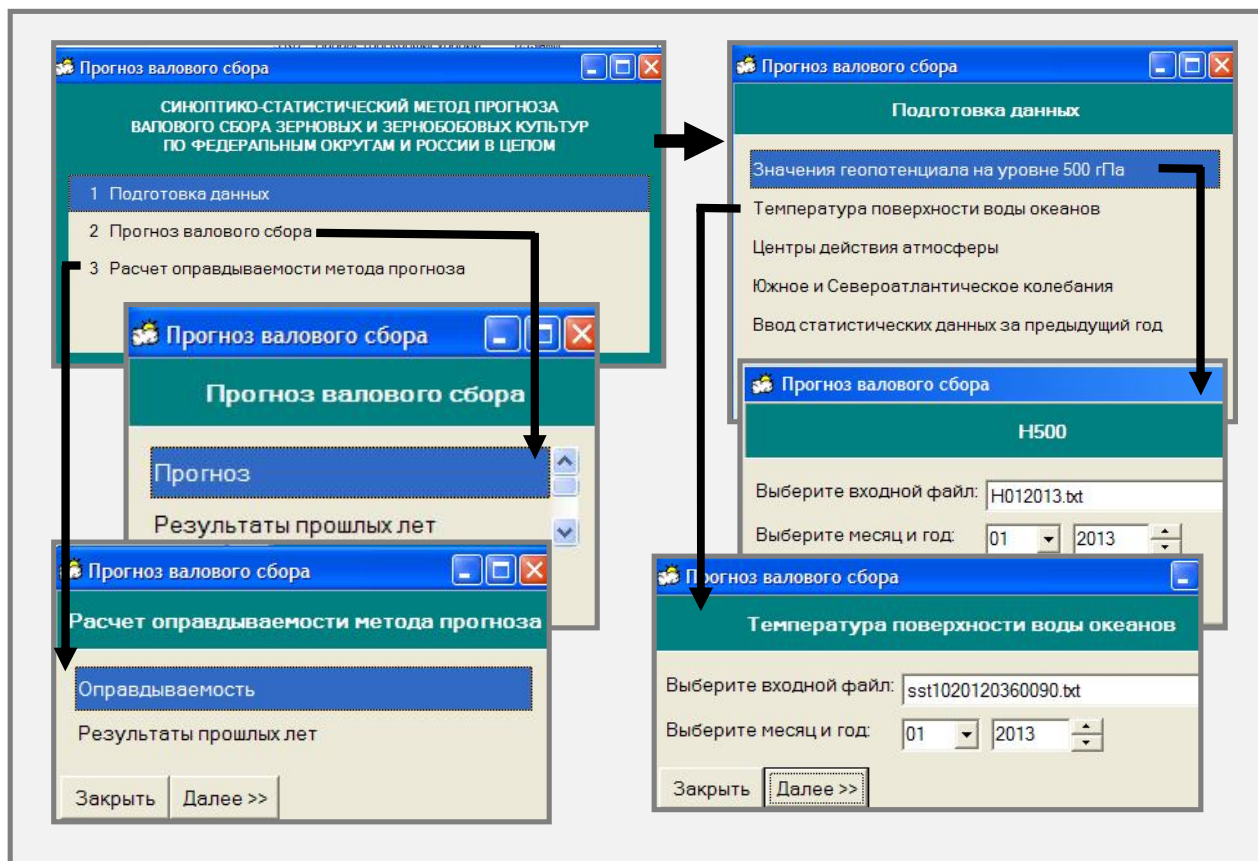 Прогноз валового сбора
СИНОПТИКО-СТАТИСТИЧЕСКИЙ МЕТОД ПРОГНОЗА
ВАЛОВОГО СБОРА ЗЕРНОВЫХ И ЗЕРНОБОБОВЫХ КУЛЬТУР
ПО ФЕДЕРАЛЬНЫМ ОКРУГАМ И РОССИИ В ЦЕЛОМ
1 Подготовка данных
2 Прогноз валового сбора
3 Расчет оправдываемости метода прогноза
Прогноз валового сбора
Прогноз валового сбора
Прогноз
Результаты прошлых лет
Прогноз валового сбора
Расчет оправдываемости метода прогноза
Оправдываемость
Результаты прошлых лет
Закрыть Далее >>
Прогноз валового сбора
Подготовка данных
Значения геопотенциала на уровне 500 гПа
Температура поверхности воды океанов
Центры действия атмосферы
Южное и Североатлантическое колебания
Ввод статистических данных за предыдущий год
Прогноз валового сбора
H500
Выберите входной файл: H012013.txt
Выберите месяц и год: 01 2013
Прогноз валового сбора
Температура поверхности воды океанов
Выберите входной файл: sst1020120360090.txt
Выберите месяц и год: 01 2013
Закрыть Далее >>